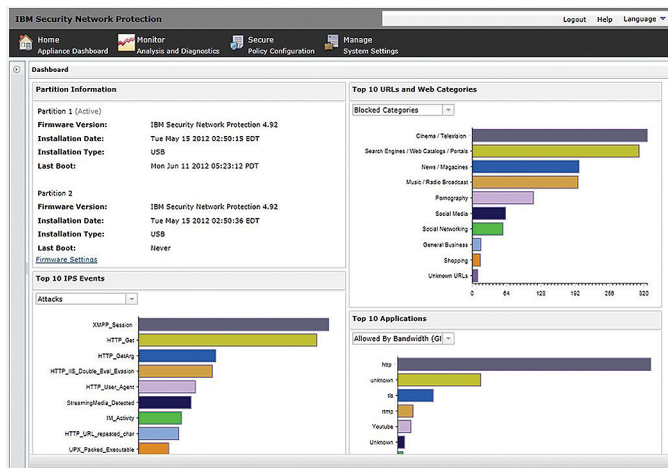 IBM Security Network Protection
Logout Help Language
Home
Appliance Dashboard
Monitor
Analysis and Diagnostics
Secure
Policy Configuration
Manage
System Settings
Dashboard
Partition Information
Partition 1 (Active)
Firmware Version: IBM Security Network Protection 4.92
Installation Date: Tue May 15 2012 02:50:15 EDT
Installation Type: USB
Last Boot: Mon Jun 11 2012 05:23:12 PDT
Partition 2
Firmware Version: IBM Security Network Protection 4.92
Installation Date: Tue May 15 2012 02:50:36 EDT
Installation Type: USB
Last Boot: Never
Firmware Settings
Top 10 IPS Events
Attacks
XMPP_Session
HTTP_Get
HTTP_GetArg
HTTP_IIS_Double_Eval_Evasion
HTTP_User_Agent
StreamingMedia_Detected
IM_Activity
HTTP_URL_repeated_char
UPX_Packed_Executable
Top 10 URLs and Web Categories
Blocked Categories
Cinema / Television
Search Engines / Web Catalogs / Portals
News / Magazines
Music / Radio Broadcast
Pornography
Social Media
Social Networking
General Business
Shopping
Unknown URLs
0 64 128 192 256 320
Top 10 Applications
Allowed By Bandwidth (GI
http
unknown
tls
rtmp
Youtube
Unknown